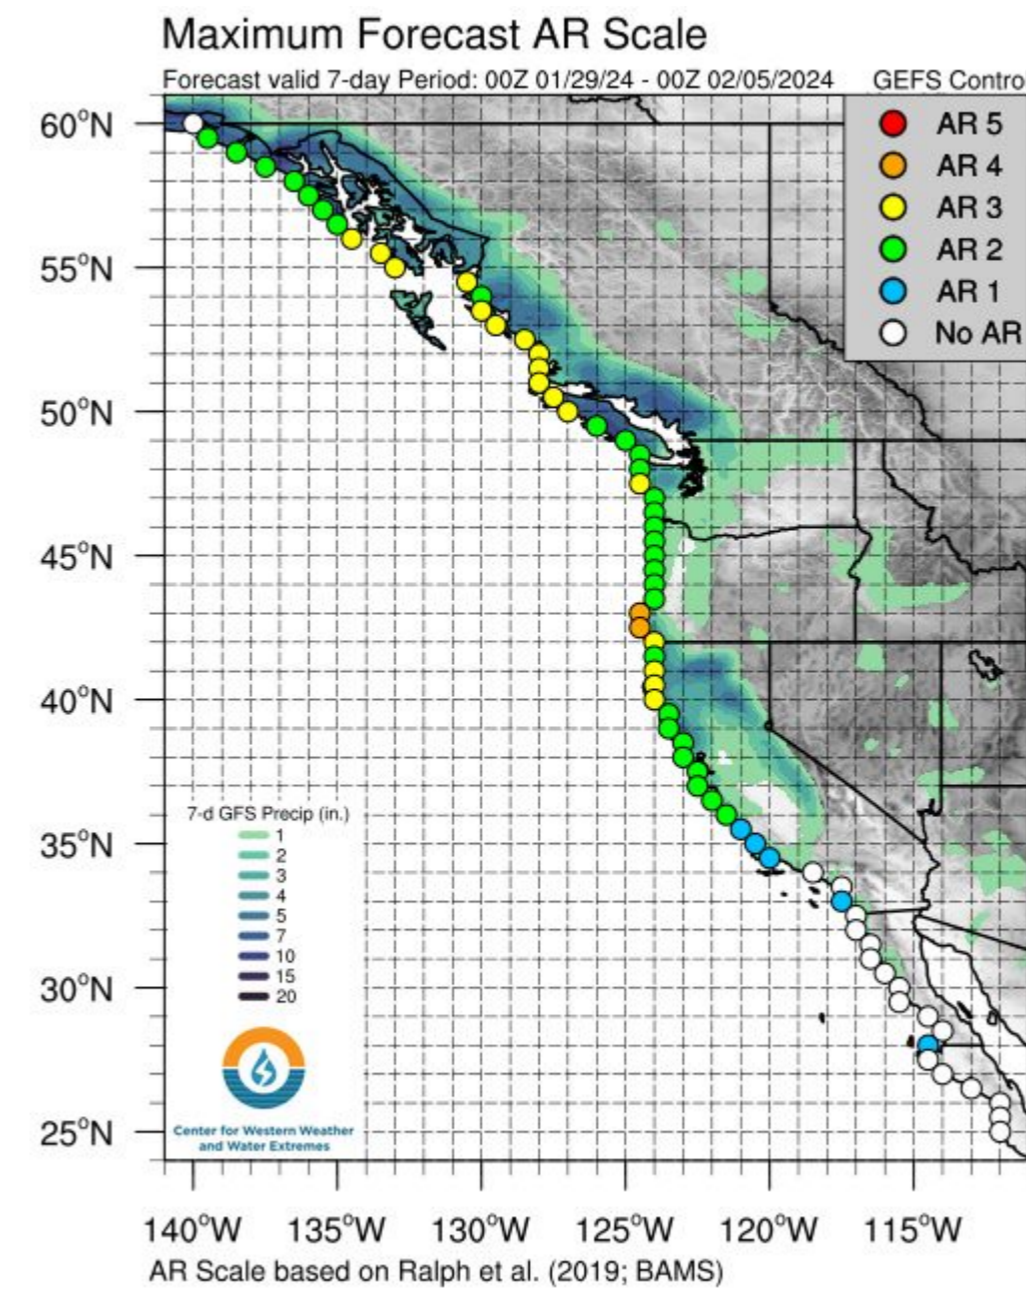 Maximum Forecast AR Scale
Forecast valid 7-day Period: 00Z 01/29/24 - 00Z 02/05/2024 GEFS Contro
AR 5
AR 4
AR 3
AR 2
AR 1
No AR
60°N
55°N
50°N
45°N
40°N
35°N
30°N
25°N
7-d GFS Precip (in.)
1
2
3
4
5
7
10
15
20
Center for Western Weather
and Water Extremes
140°W 135°W 130°W 125°W 120°W 115°W
AR Scale based on Ralph et al. (2019; BAMS)